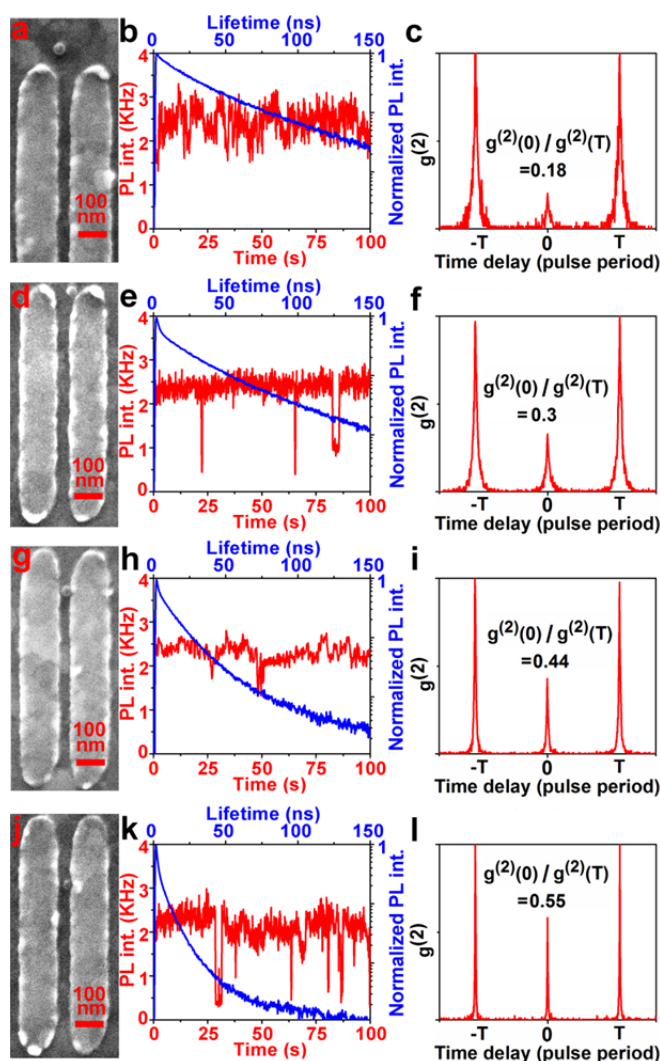 a
100
nm
b
Lifetime (ns)
0 50 100 150
PL int. (KHz)
4
3
2
1
0
Normalized PL int.
1
0 25 50 75 100
Time (s)
c
g(2)
g(2)(0) / g(2)(T)
=0.18
-T 0 T
Time delay (pulse period)
d
100
nm
e
Lifetime (ns)
0 50 100 150
PL int. (KHz)
4
3
2
1
0
Normalized PL int.
1
0 25 50 75 100
Time (s)
f
g(2)
g(2)(0) / g(2)(T)
=0.3
-T 0 T
Time delay (pulse period)
g
100
nm
h
Lifetime (ns)
0 50 100 150
PL int. (KHz)
4
3
2
1
0
Normalized PL int.
1
0 25 50 75 100
Time (s)
i
g(2)
g(2)(0) / g(2)(T)
=0.44
-T 0 T
Time delay (pulse period)
j
100
nm
k
Lifetime (ns)
0 50 100 150
PL int. (KHz)
4
3
2
1
0
Normalized PL int.
1
0 25 50 75 100
Time (s)
l
g(2)
g(2)(0) / g(2)(T)
=0.55
-T 0 T
Time delay (pulse period)